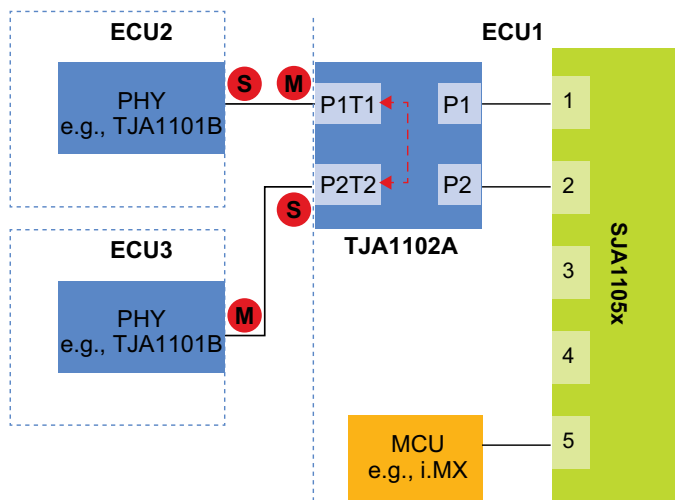 ECU2
ECU1
S
M
PHY
e.g., TJA1101B
P1T1
P1
1
P2T2
P2
2
S
TJA1102A
ECU3
3
SJA1105x
M
PHY
e.g., TJA1101B
4
MCU
e.g., i.MX
5